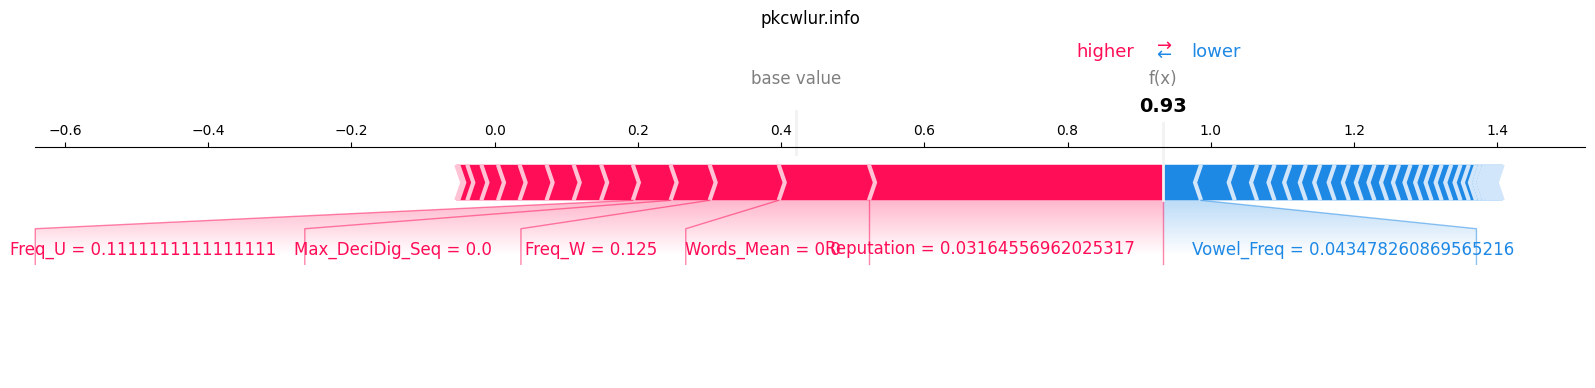 pkcwlur.info
higher ⇄ lower
base value f(x)
0.93
−0.6 −0.4 −0.2 0.0 0.2 0.4 0.6 0.8 1.0 1.2 1.4
Freq_U = 0.1111111111111111 Max_DeciDig_Seq = 0.0 Freq_W = 0.125 Words_Mean = 0.0 Reputation = 0.03164556962025317 Vowel_Freq = 0.043478260869565216